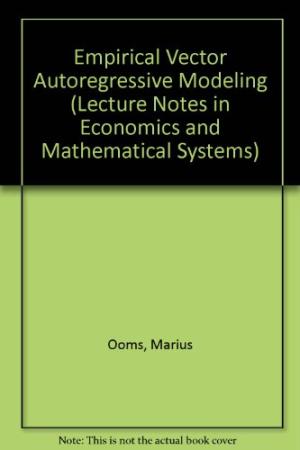 Empirical Vector
Autoregressive Modeling
(Lecture Notes in
Economics and
Mathematical Systems)
Ooms, Marius
Note: This is not the actual book cover